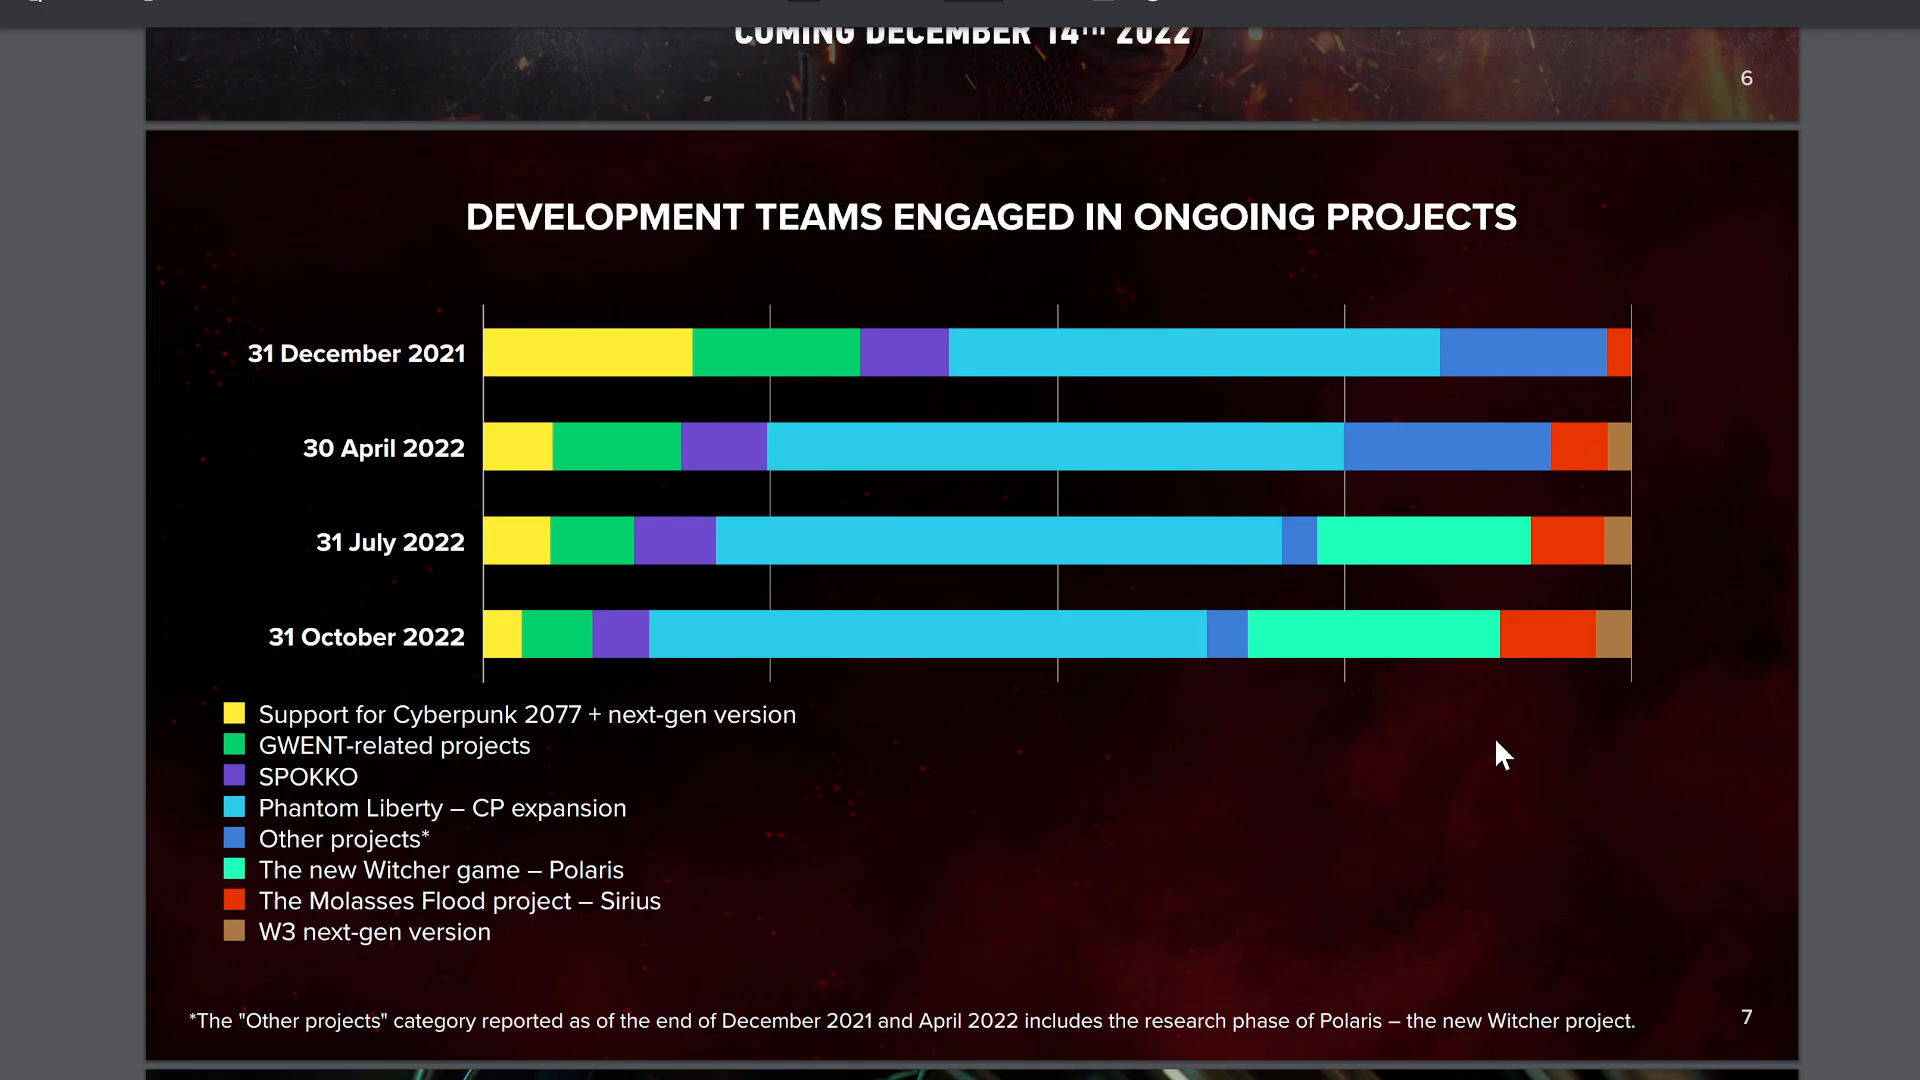 COMING DECEMBER 14TH 2022
6
DEVELOPMENT TEAMS ENGAGED IN ONGOING PROJECTS
31 December 2021
30 April 2022
31 July 2022
31 October 2022
Support for Cyberpunk 2077 + next-gen version
GWENT-related projects
SPOKKO
Phantom Liberty – CP expansion
Other projects*
The new Witcher game – Polaris
The Molasses Flood project – Sirius
W3 next-gen version
*The "Other projects" category reported as of the end of December 2021 and April 2022 includes the research phase of Polaris – the new Witcher project.
7